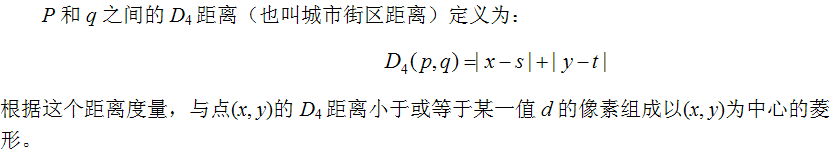 P 和 q 之间的 D4 距离（也叫城市街区距离）定义为：
D4(p,q)=|x−s|+|y−t|
根据这个距离度量，与点(x, y)的 D4 距离小于或等于某一值 d 的像素组成以(x, y)为中心的菱
形。